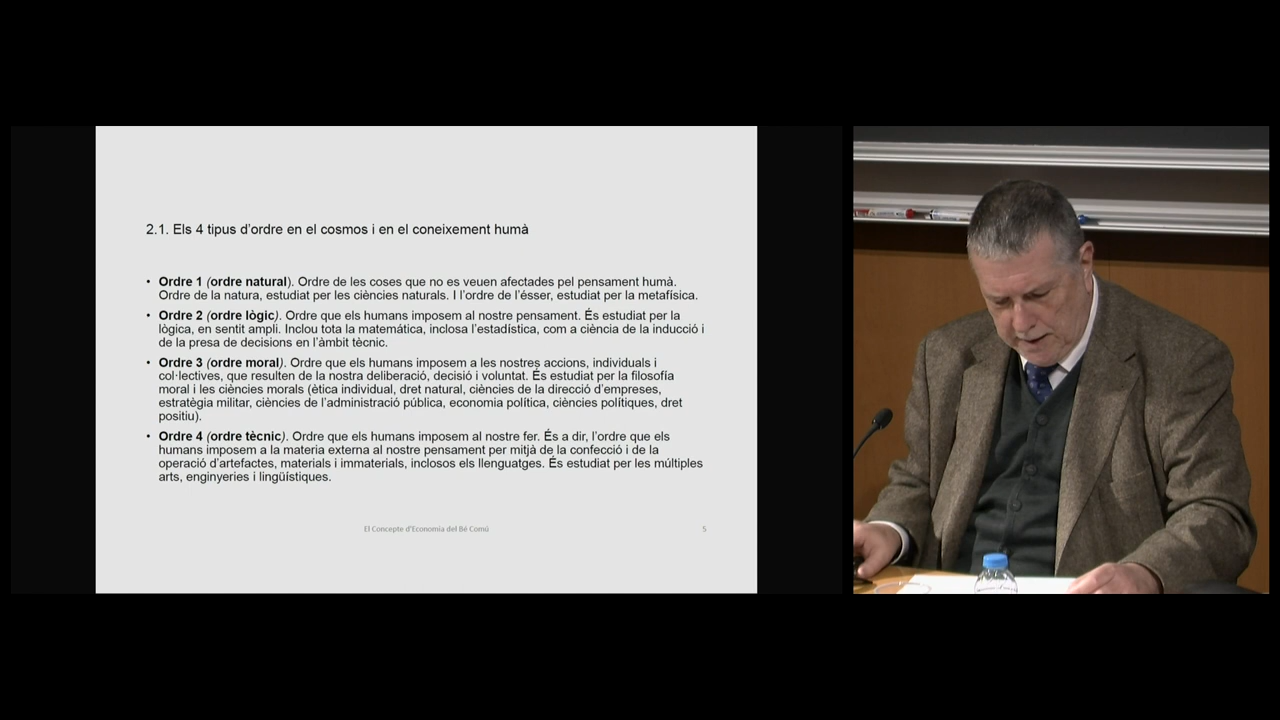 2.1. Els 4 tipus d'ordre en el cosmos i en el coneixement humà
• Ordre 1 (ordre natural). Ordre de les coses que no es veuen afectades pel pensament humà.
Ordre de la natura, estudiat per les ciències naturals. I l'ordre de l'ésser, estudiat per la metafísica.
• Ordre 2 (ordre lògic). Ordre que els humans imposem al nostre pensament. És estudiat per la
lògica, en sentit ampli. Inclou tota la matemática, inclosa l'estadística, com a ciència de la inducció i
de la presa de decisions en l'àmbit tècnic.
• Ordre 3 (ordre moral). Ordre que els humans imposem a les nostres accions, individuals i
col·lectives, que resulten de la nostra deliberació, decisió i voluntat. És estudiat per la filosofía
moral i les ciències morals (ètica individual, dret natural, ciències de la direcció d'empreses,
estratègia militar, ciències de l'administració pública, economia política, ciències polítiques, dret
positiu).
• Ordre 4 (ordre tècnic). Ordre que els humans imposem al nostre fer. És a dir, l'ordre que els
humans imposem a la materia externa al nostre pensament per mitjà de la confecció i de la
operació d'artefactes, materials i immaterials, inclosos els llenguatges. És estudiat per les múltiples
arts, enginyeries i lingüístiques.
El Concepte d'Economia del Bé Comú
5